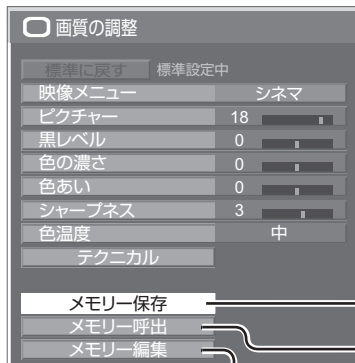 画質の調整
標準に戻す 標準設定中
映像メニュー シネマ
ピクチャー 18
黒レベル 0
色の濃さ 0
色あい 0
シャープネス 3
色温度 中
テクニカル
メモリー保存
メモリー呼出
メモリー編集